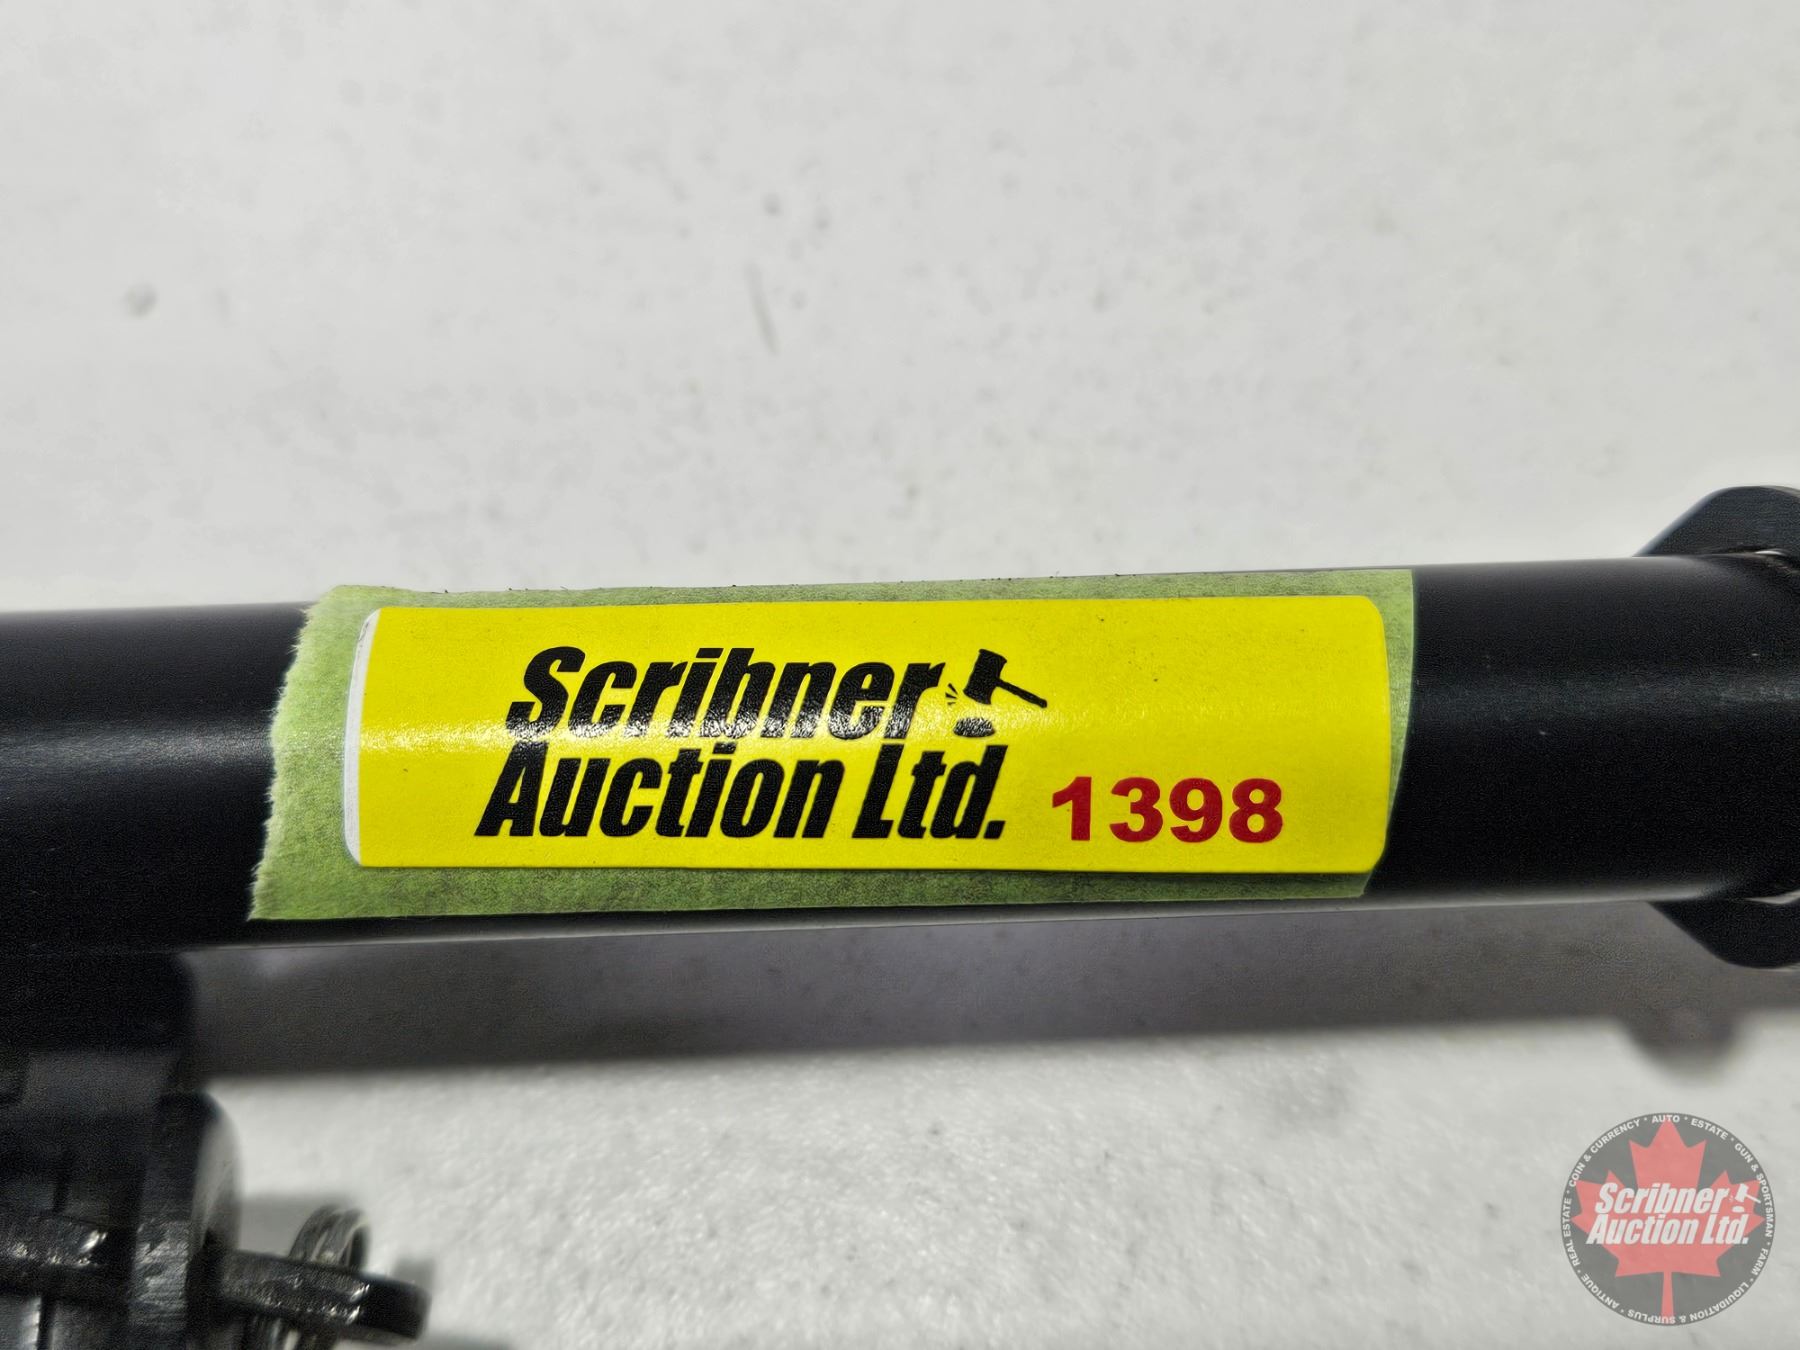 Scribner
Auction Ltd.
1398
ANTIQUE • REAL ESTATE • COIN & CURRENCY • AUTO • ESTATE • GUN & SPORTSMAN • FARM • LIQUIDATION & SURPLUS •
Scribner
Auction Ltd.